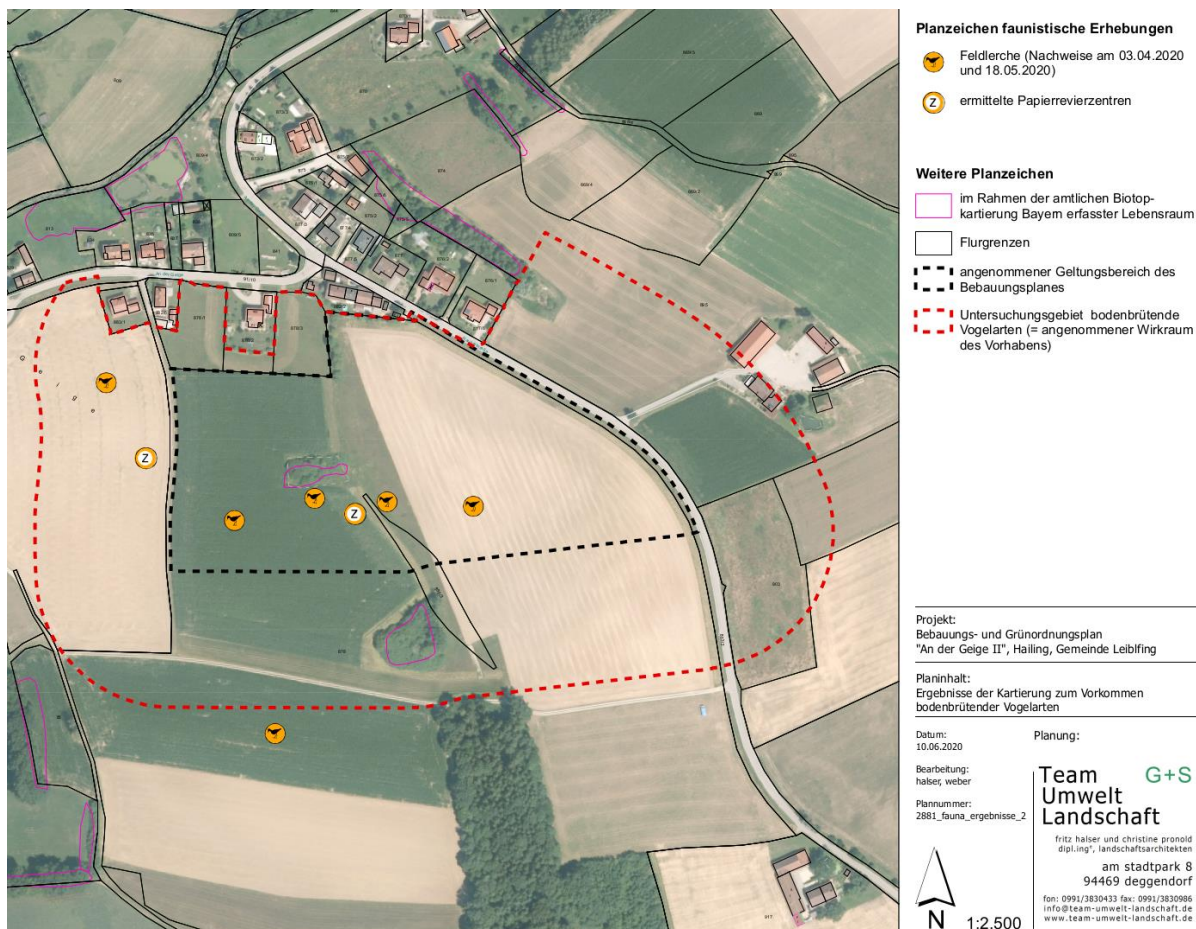 Planzeichen faunistische Erhebungen
Feldlerche (Nachweise am 03.04.2020
und 18.05.2020)
Z
ermittelte Papierrevierzentren
Weitere Planzeichen
im Rahmen der amtlichen Biotop-
kartierung Bayern erfasster Lebensraum
Flurgrenzen
angenommener Geltungsbereich des
Bebauungsplanes
Untersuchungsgebiet bodenbrütende
Vogelarten (= angenommener Wirkraum
des Vorhabens)
Z
Z
Projekt:
Bebauungs- und Grünordnungsplan
"An der Geige II", Hailing, Gemeinde Leiblfing
Planinhalt:
Ergebnisse der Kartierung zum Vorkommen
bodenbrütender Vogelarten
Datum:
10.06.2020
Bearbeitung:
halser, weber
Plannummer:
2881_fauna_ergebnisse_2
N
1:2.500
Planung:
Team G+S
Umwelt
Landschaft
fritz halser und christine pronold
dipl.ing°, landschaftsarchitekten
am stadtpark 8
94469 deggendorf
fon: 0991/3830433 fax: 0991/3830986
info@team-umwelt-landschaft.de
www.team-umwelt-landschaft.de